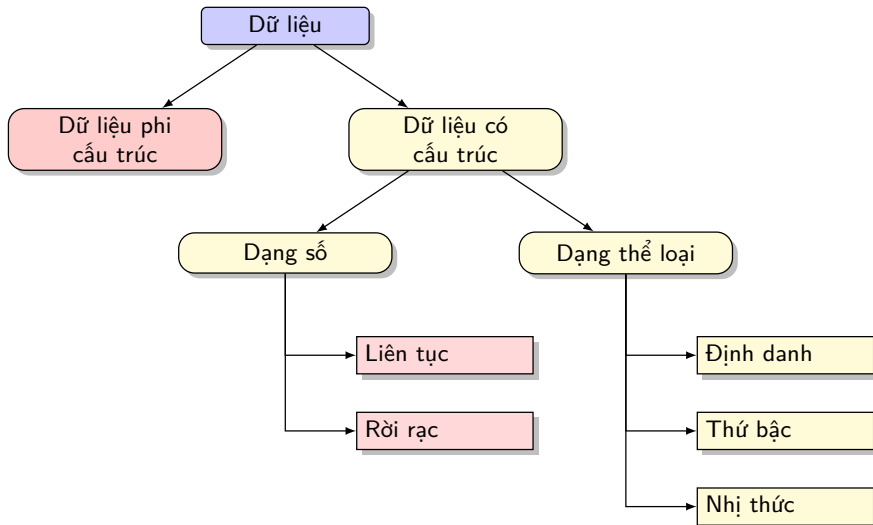 Dữ liệu
Dữ liệu phi
cấu trúc
Dữ liệu có
cấu trúc
Dạng số
Dạng thể loại
Liên tục
Định danh
Rời rạc
Thứ bậc
Nhị thức